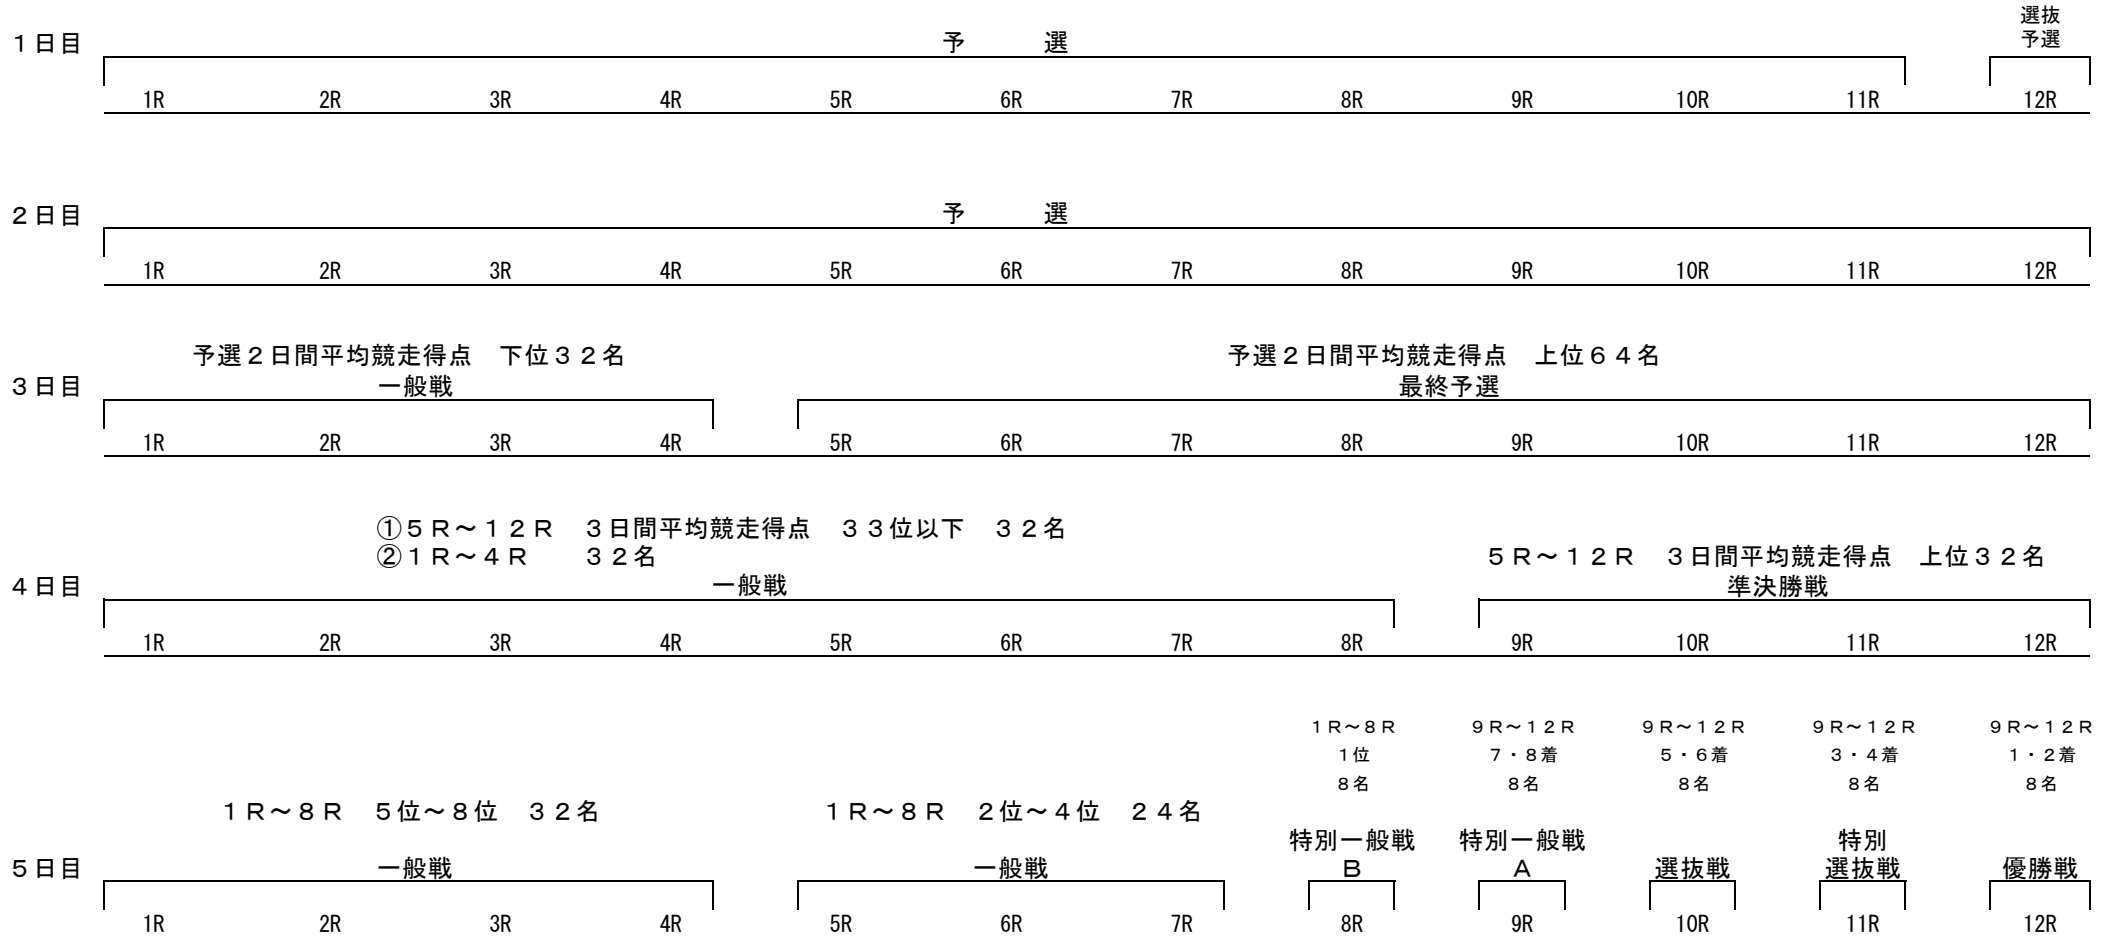 選抜
１日目 予 選 予選
1R 2R 3R 4R 5R 6R 7R 8R 9R 10R 11R 12R
２日目 予 選
1R 2R 3R 4R 5R 6R 7R 8R 9R 10R 11R 12R
予選２日間平均競走得点 下位３２名 予選２日間平均競走得点 上位６４名
３日目 一般戦 最終予選
1R 2R 3R 4R 5R 6R 7R 8R 9R 10R 11R 12R
①５Ｒ～１２Ｒ ３日間平均競走得点 ３３位以下 ３２名
②１Ｒ～４Ｒ ３２名 ５Ｒ～１２Ｒ ３日間平均競走得点 上位３２名
４日目 一般戦 準決勝戦
1R 2R 3R 4R 5R 6R 7R 8R 9R 10R 11R 12R
１Ｒ～８Ｒ ９Ｒ～１２Ｒ ９Ｒ～１２Ｒ ９Ｒ～１２Ｒ ９Ｒ～１２Ｒ
１位 ７・８着 ５・６着 ３・４着 １・２着
８名 ８名 ８名 ８名 ８名
１Ｒ～８Ｒ ５位～８位 ３２名 １Ｒ～８Ｒ ２位～４位 ２４名
特別一般戦 特別一般戦 特別
５日目 一般戦 一般戦 Ｂ Ａ 選抜戦 選抜戦 優勝戦
1R 2R 3R 4R 5R 6R 7R 8R 9R 10R 11R 12R